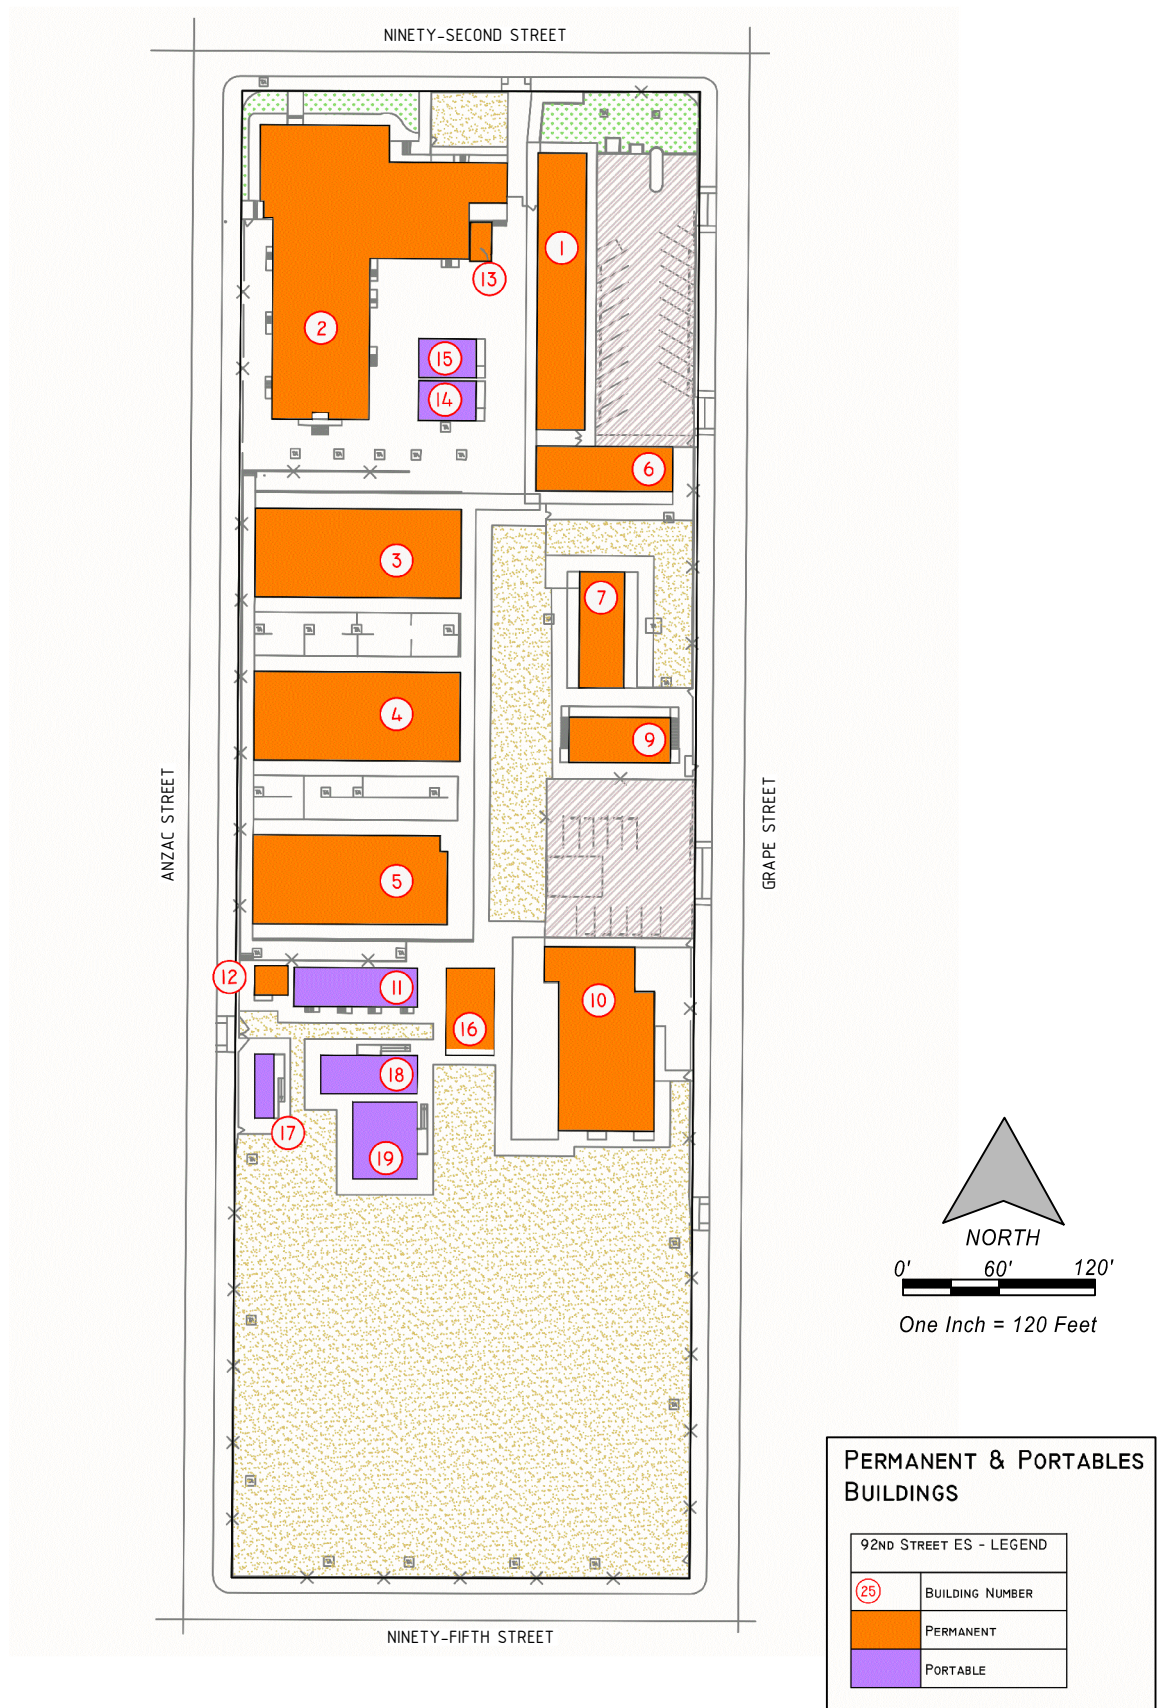 NINETY-SECOND STREET
1
13
2
15
14
6
3
7
4
9
ANZAC STREET
GRAPE STREET
5
12
11
10
16
18
17
19
NORTH
0' 60' 120'
One Inch = 120 Feet
PERMANENT & PORTABLES
BUILDINGS
92ND STREET ES - LEGEND
25 BUILDING NUMBER
PERMANENT
PORTABLE
NINETY-FIFTH STREET